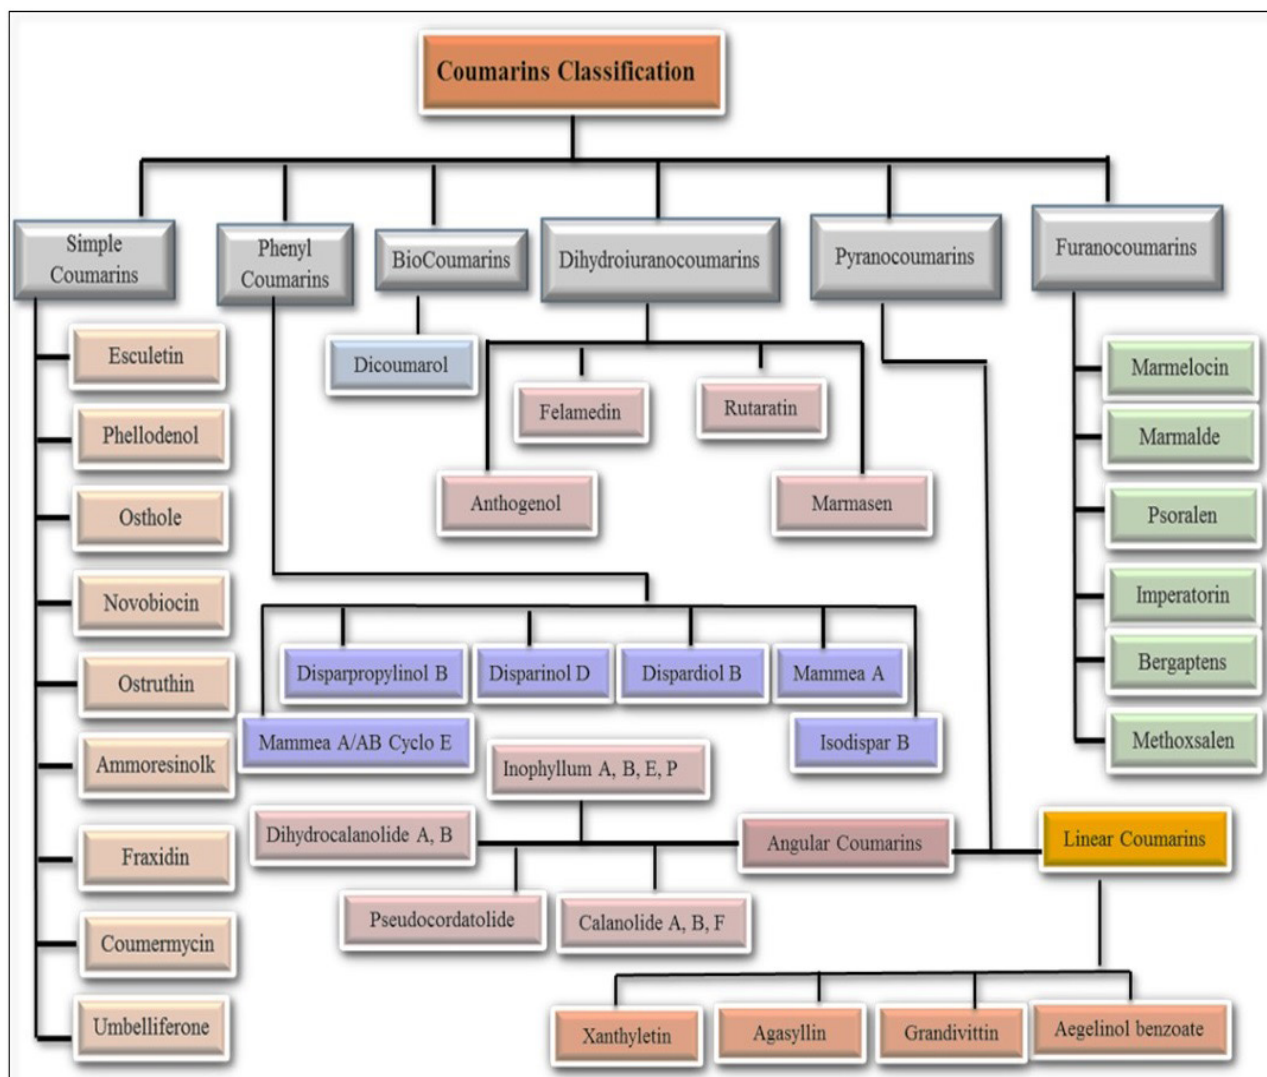 Coumarins Classification
Simple
Coumarins
Phenyl
Coumarins
BioCoumarins
Dihydroiuranocoumarins
Pyranocoumarins
Furanocoumarins
Esculetin
Phellodenol
Osthole
Novobiocin
Ostruthin
Ammoresinolk
Fraxidin
Coumermycin
Umbelliferone
Dicoumarol
Felamedin
Rutaratin
Anthogenol
Marmasen
Marmelocin
Marmalde
Psoralen
Imperatorin
Bergaptens
Methoxsalen
Disparpropylinol B
Disparinol D
Dispardiol B
Mammea A
Mammea A/AB Cyclo E
Isodispar B
Inophyllum A, B, E, P
Dihydrocalanolide A, B
Angular Coumarins
Linear Coumarins
Pseudocordatolide
Calanolide A, B, F
Xanthyletin
Agasyllin
Grandivittin
Aegelinol benzoate